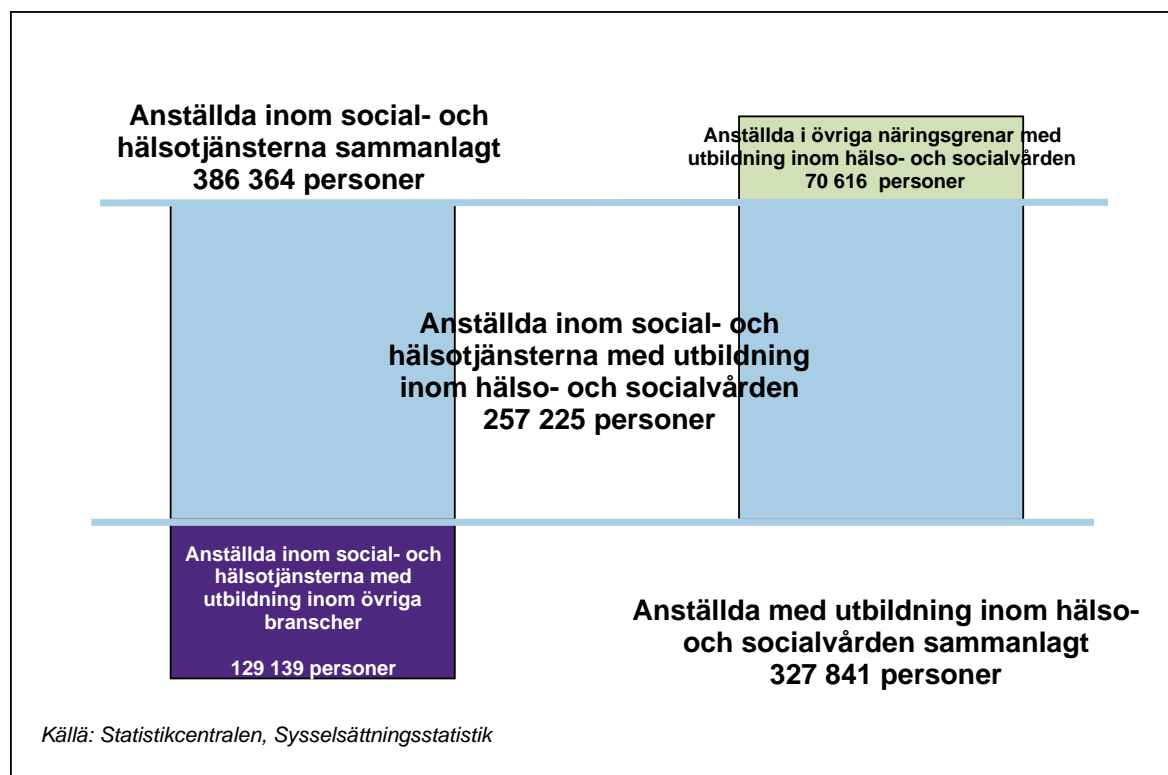 Anställda inom social- och
hälsotjänsterna sammanlagt
386 364 personer
Anställda i övriga näringsgrenar med
utbildning inom hälso- och socialvården
70 616 personer
Anställda inom social- och
hälsotjänsterna med utbildning
inom hälso- och socialvården
257 225 personer
Anställda inom social- och
hälsotjänsterna med
utbildning inom övriga
branscher
129 139 personer
Anställda med utbildning inom hälso-
och socialvården sammanlagt
327 841 personer
Källa: Statistikcentralen, Sysselsättningsstatistik